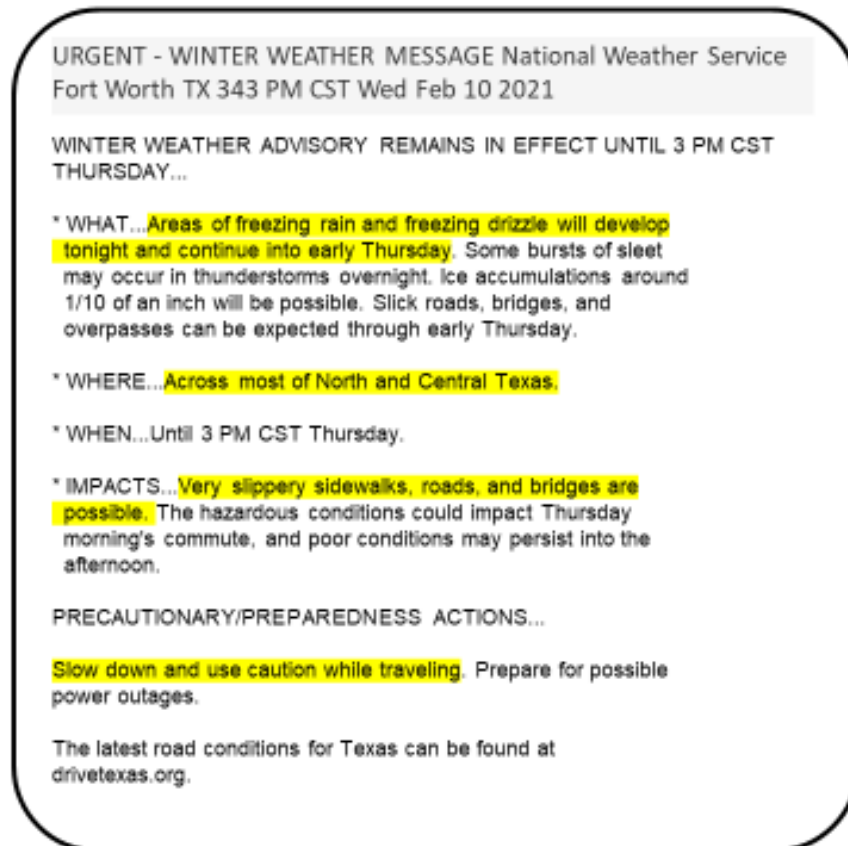 URGENT - WINTER WEATHER MESSAGE National Weather Service
Fort Worth TX 343 PM CST Wed Feb 10 2021
WINTER WEATHER ADVISORY REMAINS IN EFFECT UNTIL 3 PM CST
THURSDAY...
* WHAT...Areas of freezing rain and freezing drizzle will develop
tonight and continue into early Thursday. Some bursts of sleet
may occur in thunderstorms overnight. Ice accumulations around
1/10 of an inch will be possible. Slick roads, bridges, and
overpasses can be expected through early Thursday.
* WHERE...Across most of North and Central Texas.
* WHEN...Until 3 PM CST Thursday.
* IMPACTS...Very slippery sidewalks, roads, and bridges are
possible. The hazardous conditions could impact Thursday
morning's commute, and poor conditions may persist into the
afternoon.
PRECAUTIONARY/PREPAREDNESS ACTIONS...
Slow down and use caution while traveling. Prepare for possible
power outages.
The latest road conditions for Texas can be found at
drivetexas.org.